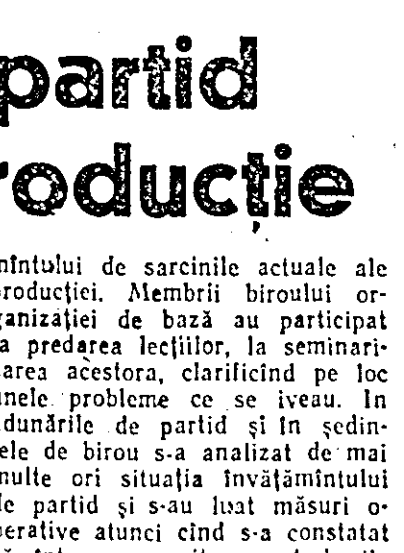 partid
roducție
mîntului de sarcinile actuale ale
producției. Membrii biroului or-
ganizației de bază au participat
la predarea lecțiilor, la seminari-
zarea acestora, clarificînd pe loc
unele probleme ce se iveau. In
adunările de partid și în ședin-
țele de birou s-a analizat de mai
multe ori situația învățămîntului
de partid și s-au luat măsuri o-
perative atunci cînd s-a constatat